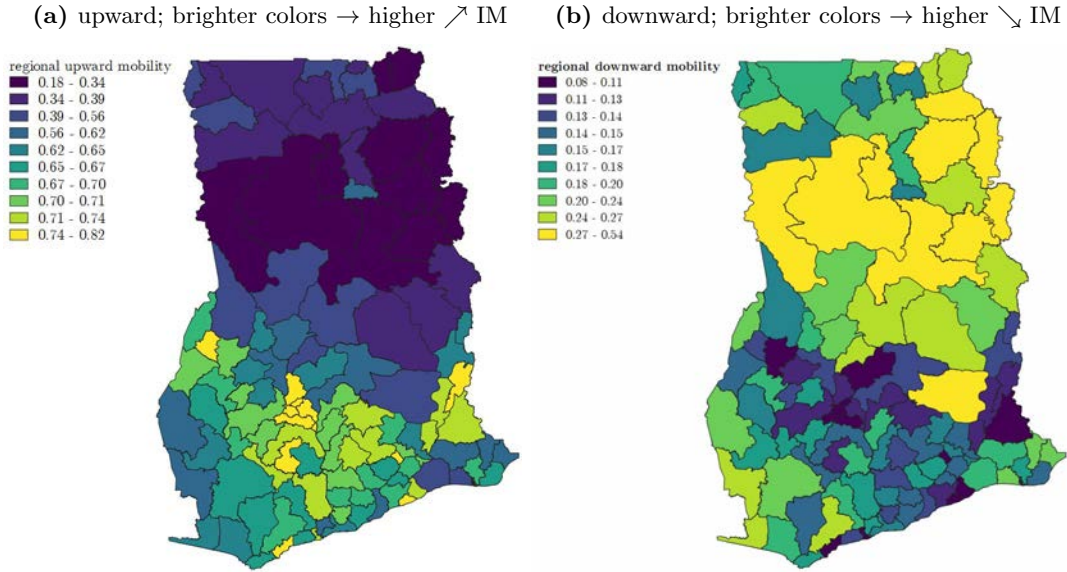 (a) upward; brighter colors → higher ↗ IM
regional upward mobility
0.18 - 0.34
0.34 - 0.39
0.39 - 0.56
0.56 - 0.62
0.62 - 0.65
0.65 - 0.67
0.67 - 0.70
0.70 - 0.71
0.71 - 0.74
0.74 - 0.82
(b) downward; brighter colors → higher ↘ IM
regional downward mobility
0.08 - 0.11
0.11 - 0.13
0.13 - 0.14
0.14 - 0.15
0.15 - 0.17
0.17 - 0.18
0.18 - 0.20
0.20 - 0.24
0.24 - 0.27
0.27 - 0.54